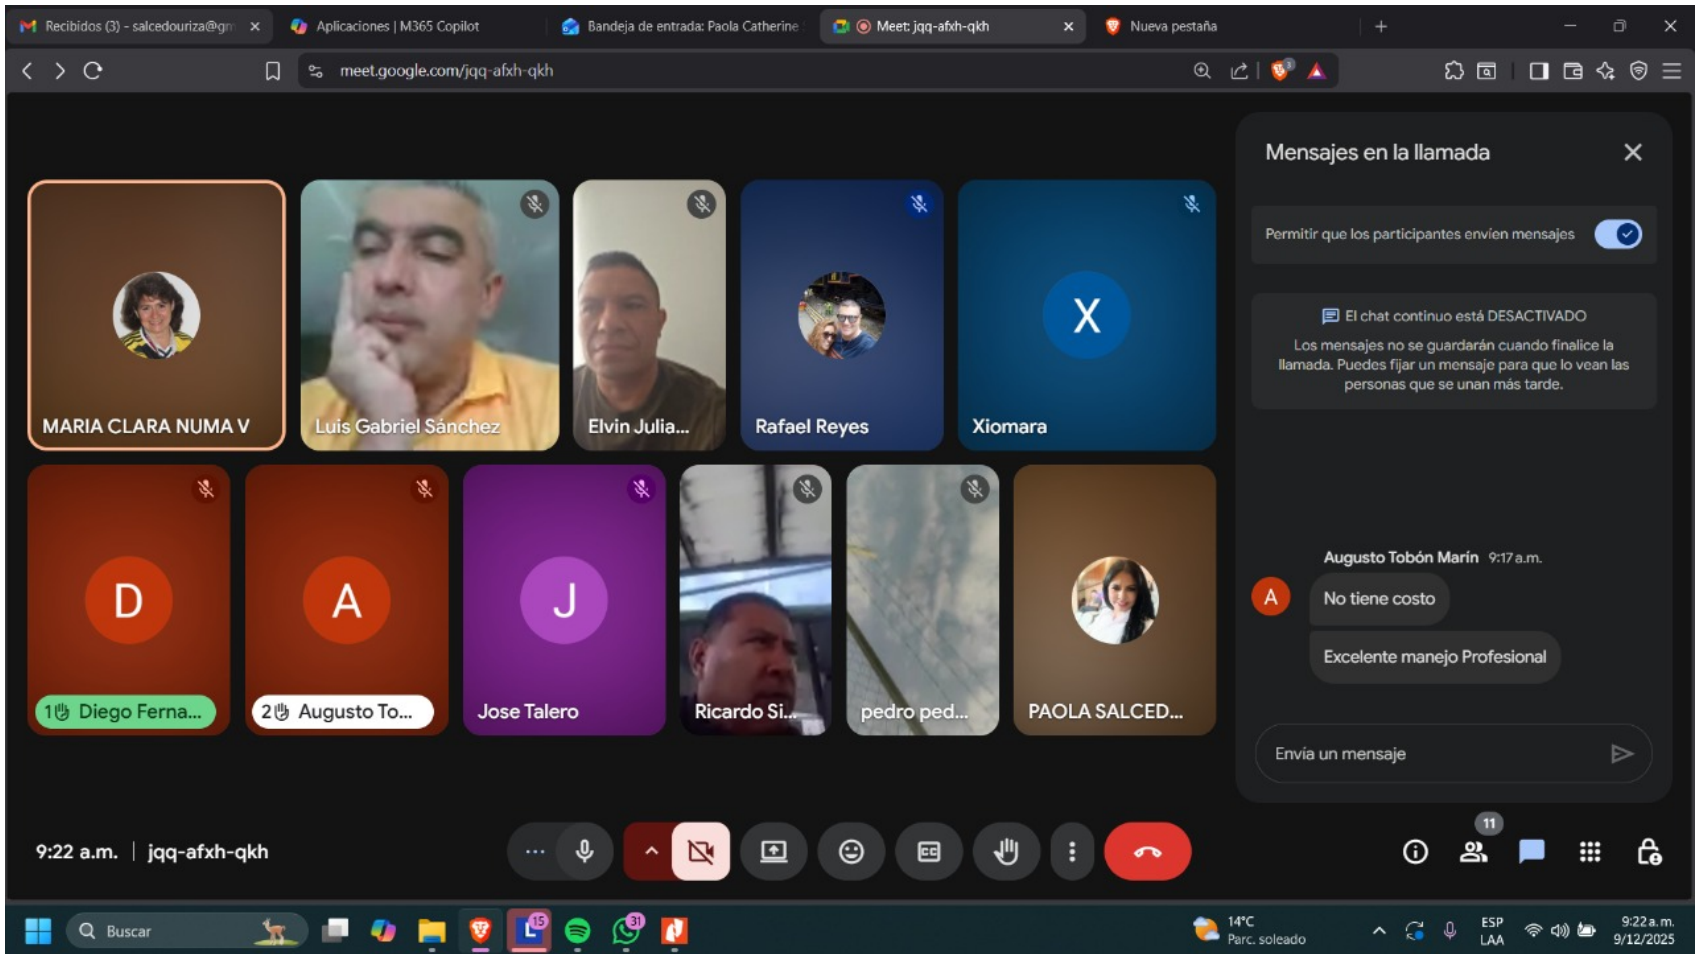 Recibidos (3) - salcedouriza@gm
Aplicaciones | M365 Copilot
Bandeja de entrada: Paola Catherine
Meet: jqq-afxh-qkh
Nueva pestaña
meet.google.com/jqq-afxh-qkh
3
MARIA CLARA NUMA V
Luis Gabriel Sánchez
Elvin Julia...
Rafael Reyes
X
Xiomara
D
1 Diego Ferna...
A
2 Augusto To...
J
Jose Talero
Ricardo Si...
pedro ped...
PAOLA SALCED...
Mensajes en la llamada
Permitir que los participantes envíen mensajes
El chat continuo está DESACTIVADO
Los mensajes no se guardarán cuando finalice la
llamada. Puedes fijar un mensaje para que lo vean las
personas que se unan más tarde.
Augusto Tobón Marín 9:17 a.m.
A
No tiene costo
Excelente manejo Profesional
Envía un mensaje
9:22 a.m. | jqq-afxh-qkh
CC
11
Buscar
L
15
31
14°C
Parc. soleado
ESP
LAA
9:22 a. m.
9/12/2025